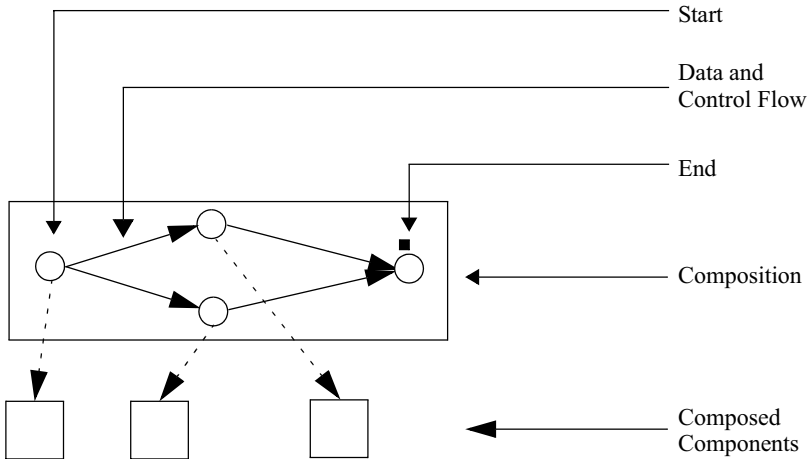 Start
Data and
Control Flow
End
Composition
Composed
Components